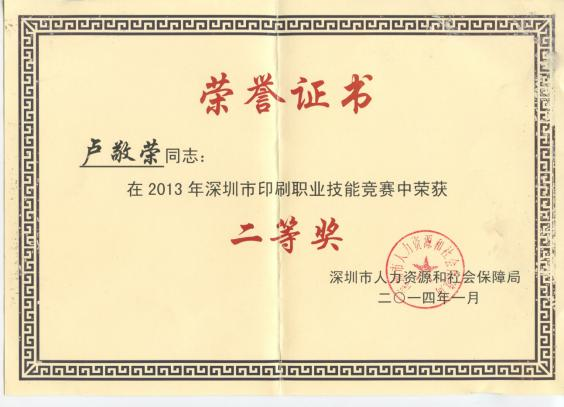 荣誉证书
卢敬荣同志：
在2013年深圳市印刷职业技能竞赛中荣获
二等奖
深圳市人力资源和社会保障局
二〇一四年一月